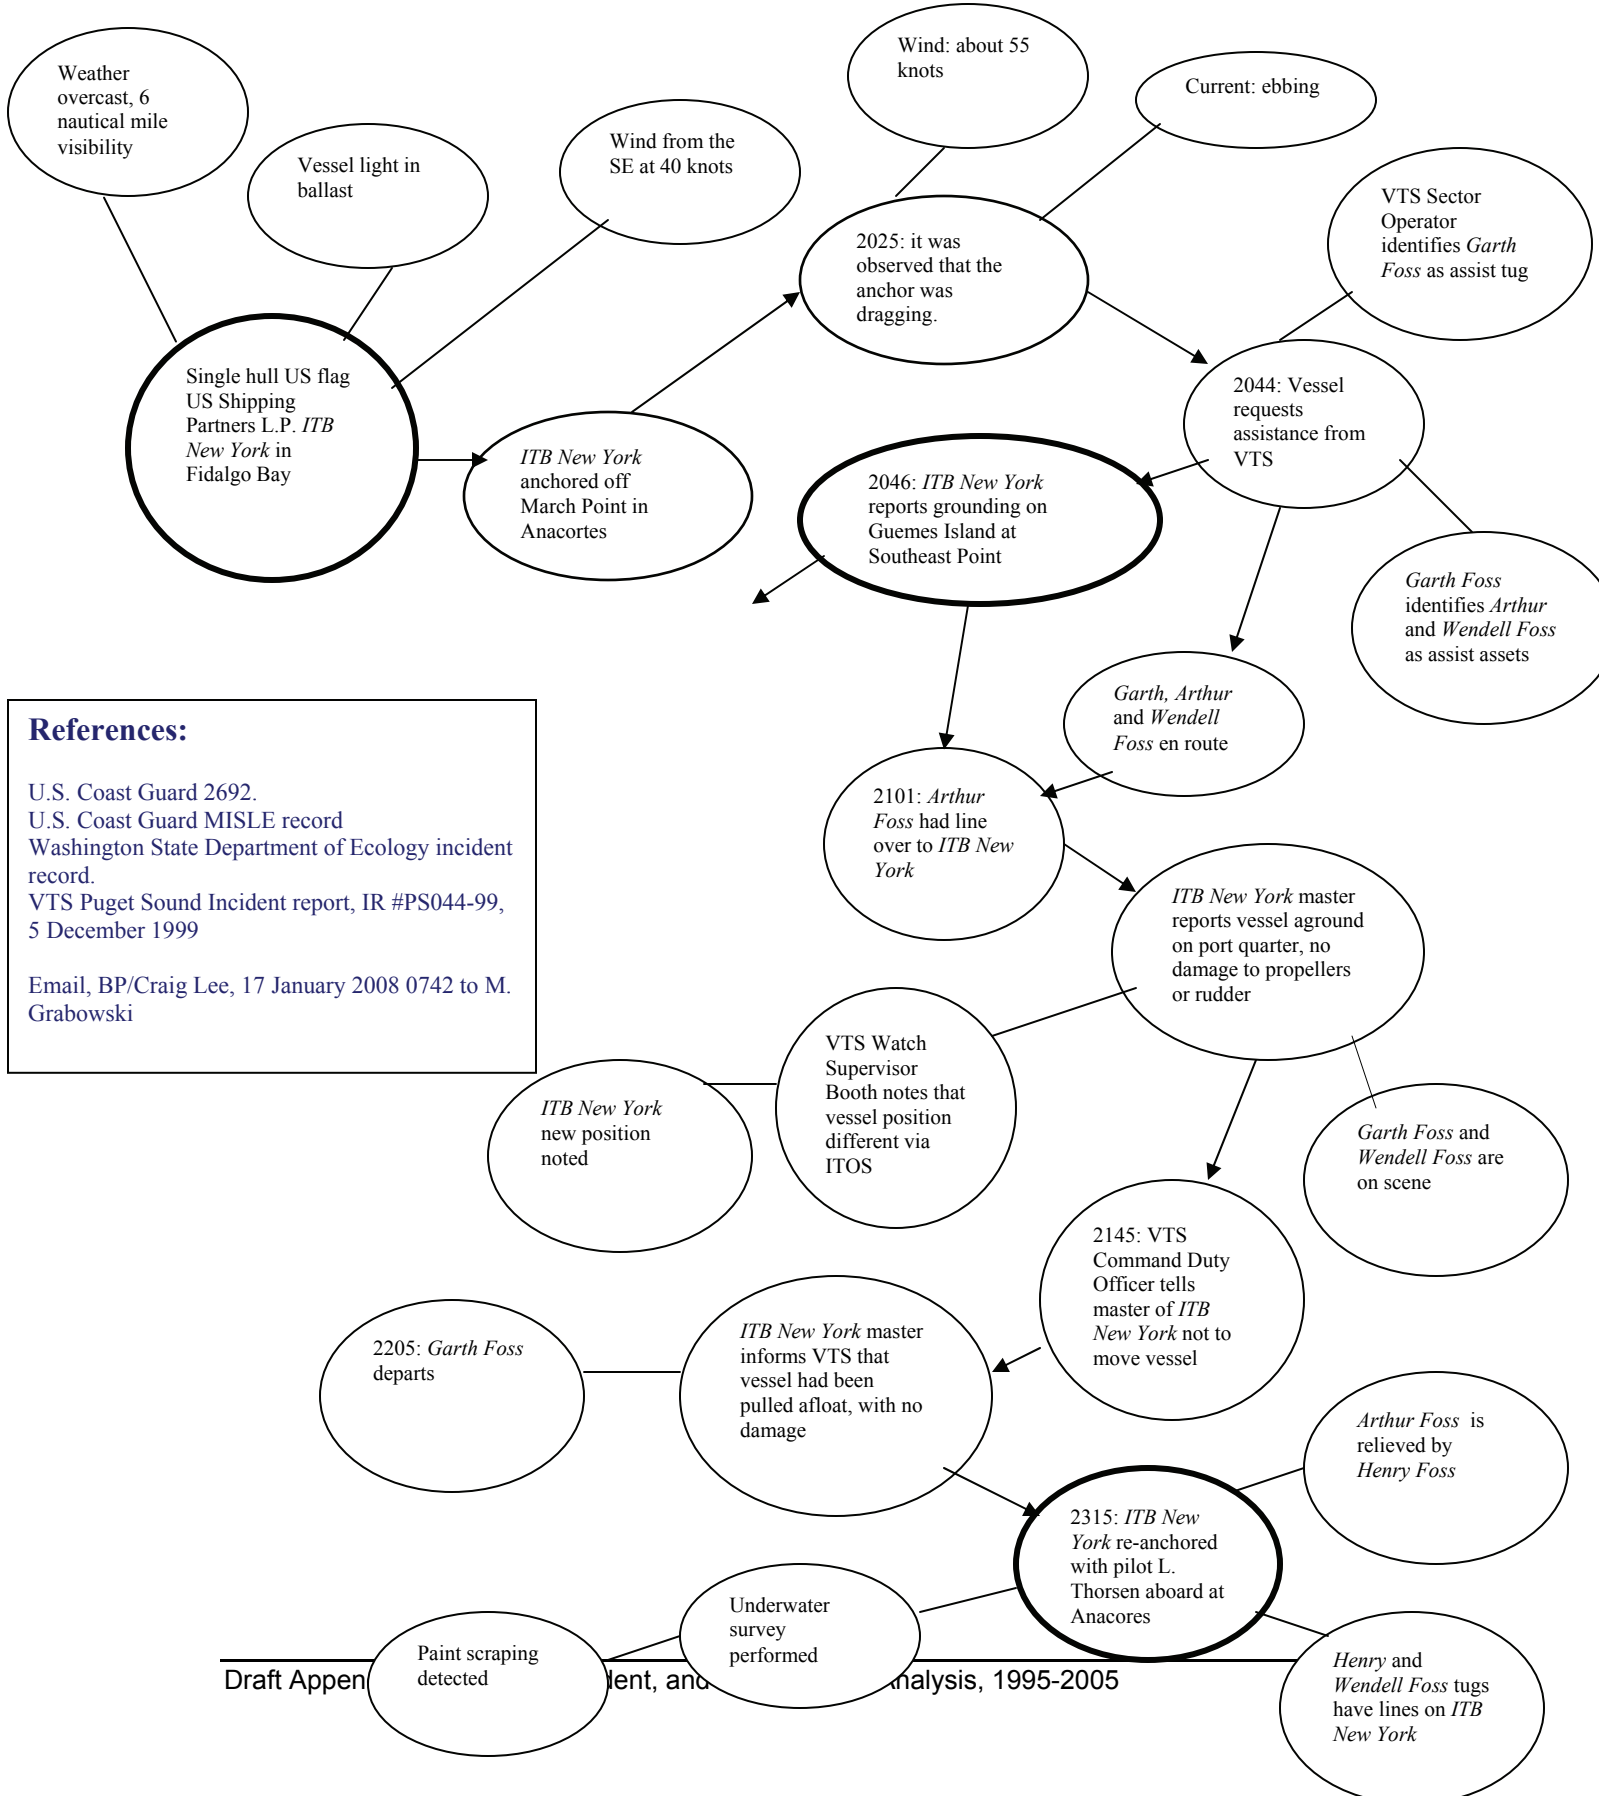 Weather
overcast, 6
nautical mile
visibility
Vessel light in
ballast
Wind from the
SE at 40 knots
Wind: about 55
knots
Current: ebbing
VTS Sector
Operator
identifies Garth
Foss as assist tug
2025: it was
observed that the
anchor was
dragging.
Single hull US flag
US Shipping
Partners L.P. ITB
New York in
Fidalgo Bay
ITB New York
anchored off
March Point in
Anacortes
2044: Vessel
requests
assistance from
VTS
2046: ITB New York
reports grounding on
Guemes Island at
Southeast Point
Garth Foss
identifies Arthur
and Wendell Foss
as assist assets
Garth, Arthur
and Wendell
Foss en route
References:
U.S. Coast Guard 2692.
U.S. Coast Guard MISLE record
Washington State Department of Ecology incident
record.
VTS Puget Sound Incident report, IR #PS044-99,
5 December 1999
Email, BP/Craig Lee, 17 January 2008 0742 to M.
Grabowski
2101: Arthur
Foss had line
over to ITB New
York
ITB New York master
reports vessel aground
on port quarter, no
damage to propellers
or rudder
VTS Watch
Supervisor
Booth notes that
vessel position
different via
ITOS
ITB New York
new position
noted
Garth Foss and
Wendell Foss are
on scene
2145: VTS
Command Duty
Officer tells
master of ITB
New York not to
move vessel
ITB New York master
informs VTS that
vessel had been
pulled afloat, with no
damage
2205: Garth Foss
departs
Arthur Foss is
relieved by
Henry Foss
2315: ITB New
York re-anchored
with pilot L.
Thorsen aboard at
Anacores
Underwater
survey
performed
Paint scraping
detected
Henry and
Wendell Foss tugs
have lines on ITB
New York
Draft Appen dent, and nalysis, 1995-2005